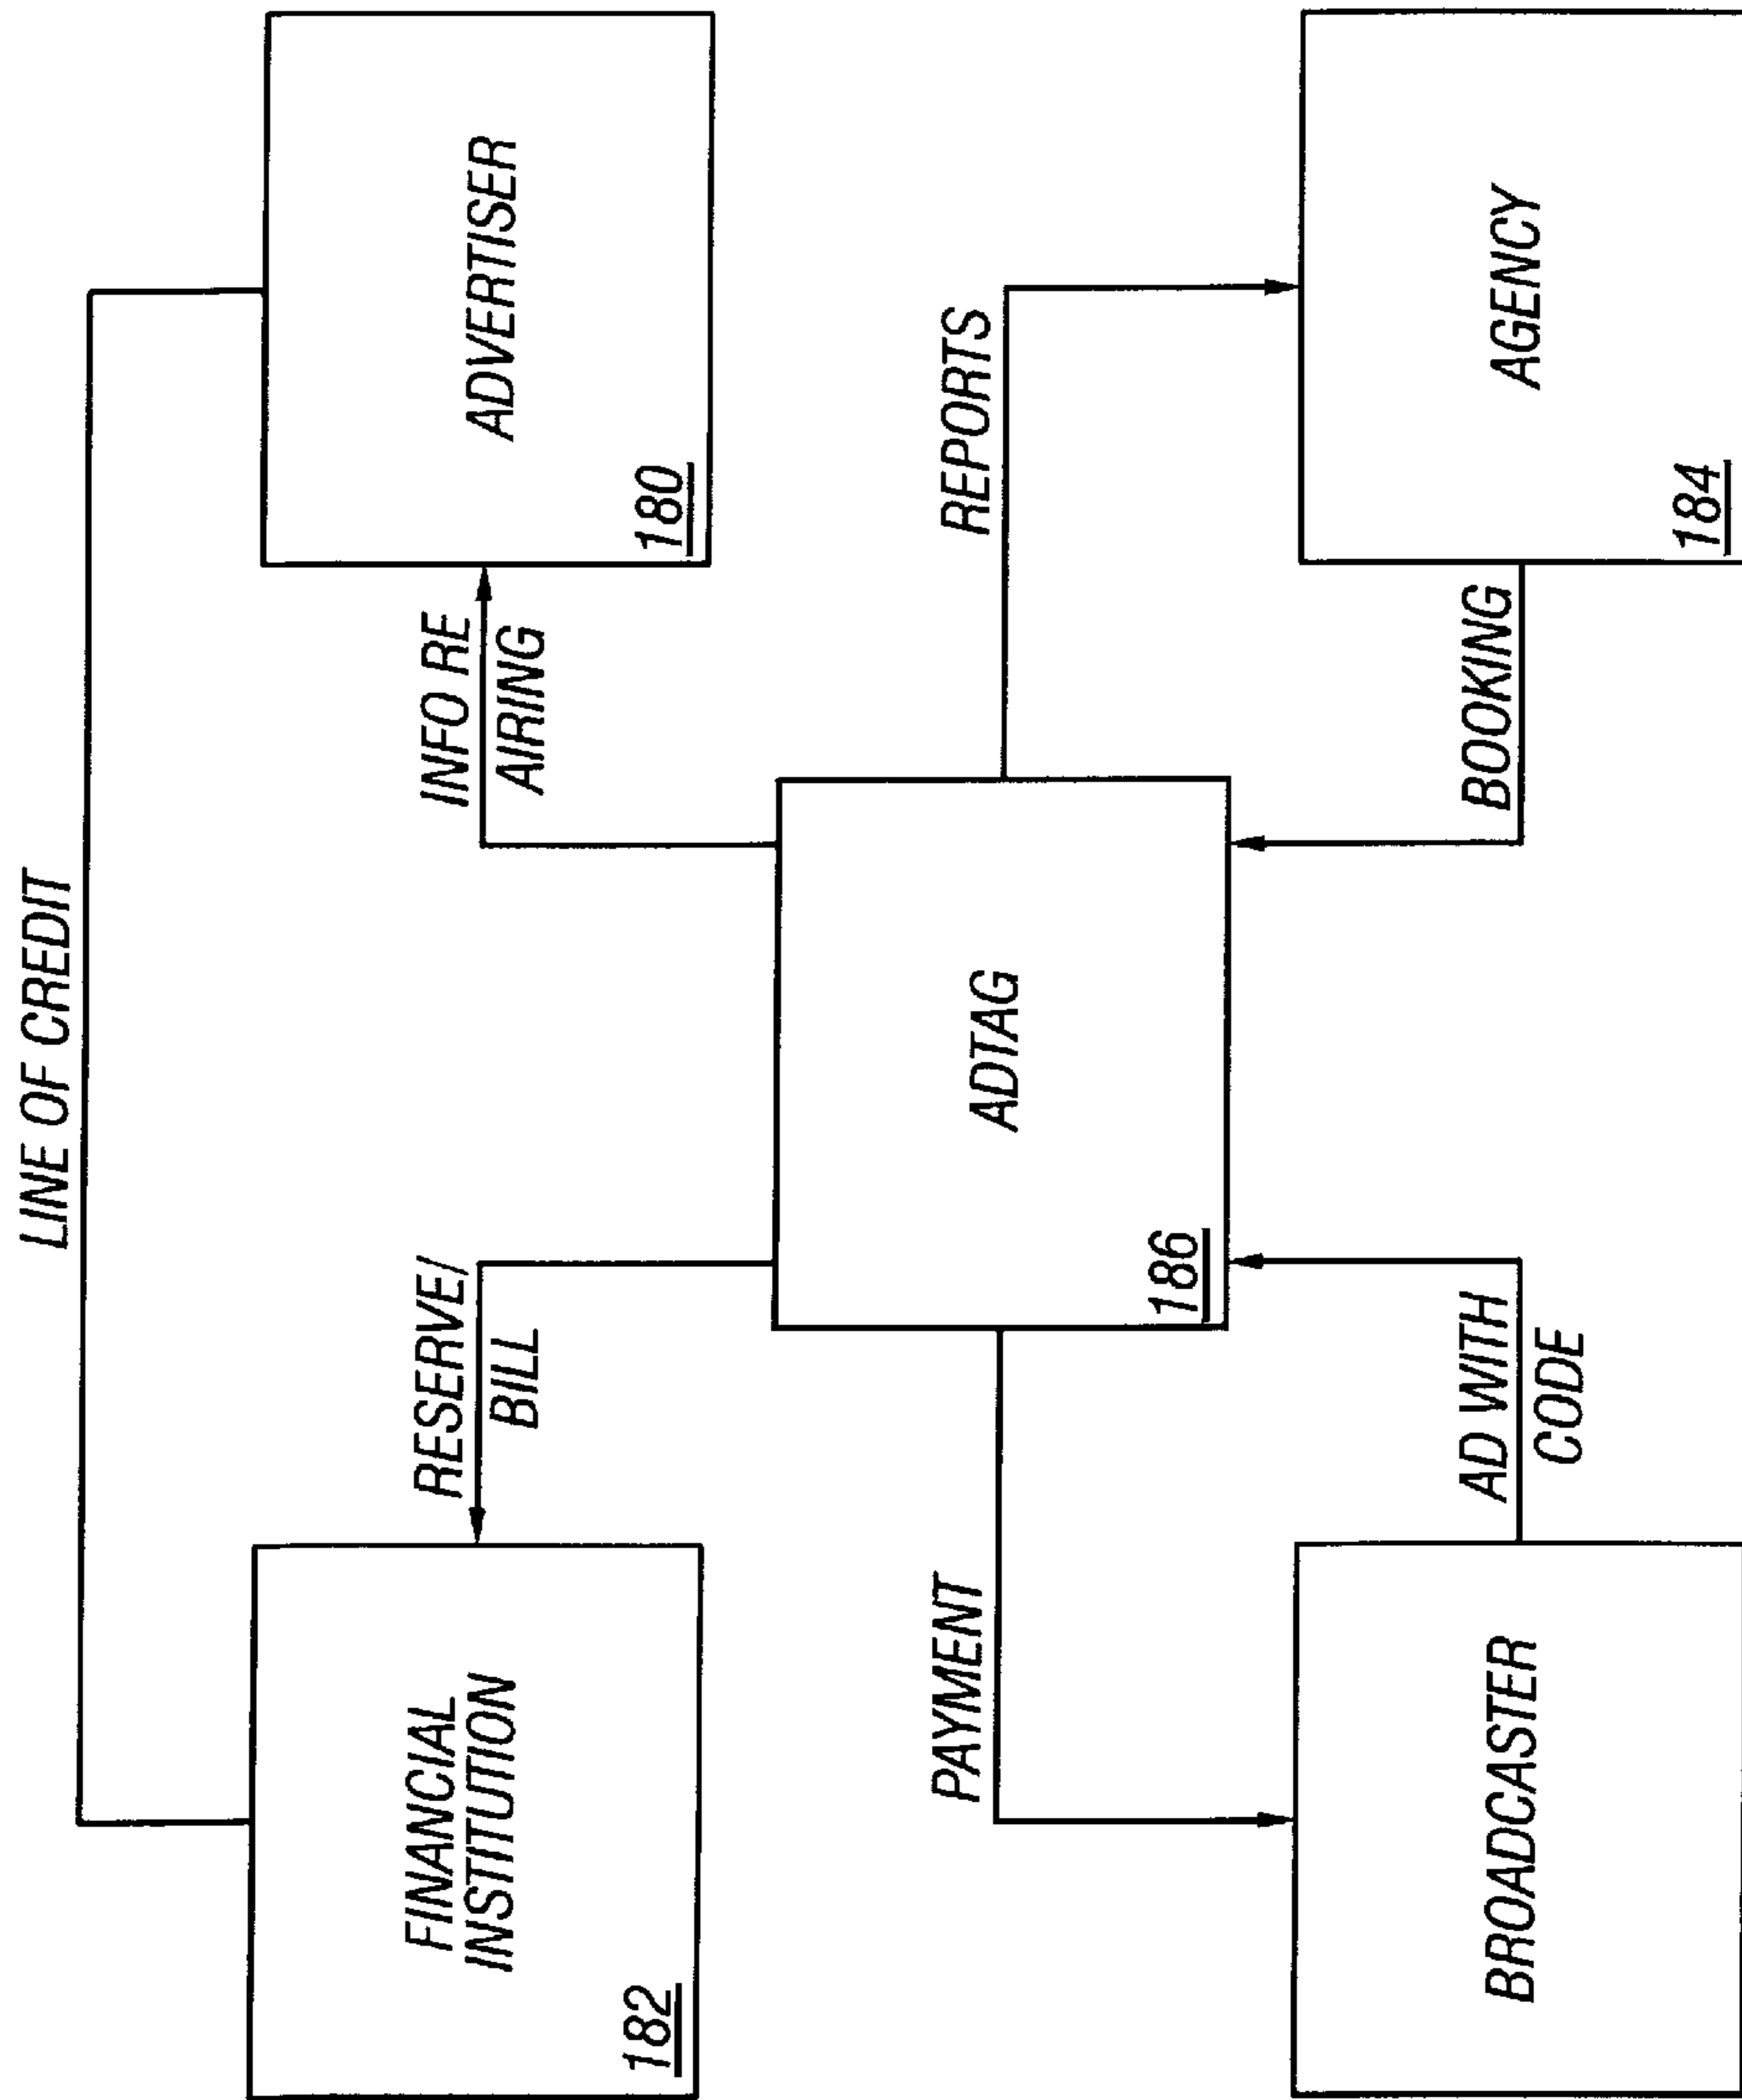 LINE OF CREDIT
FINANCIAL
INSTITUTION
182
RESERVE/
BILL
INFO RE
AIRING
ADVERTISER
180
ADTAG
186
PAYMENT
REPORTS
BROADCASTER
AD WITH
CODE
BOOKING
AGENCY
184